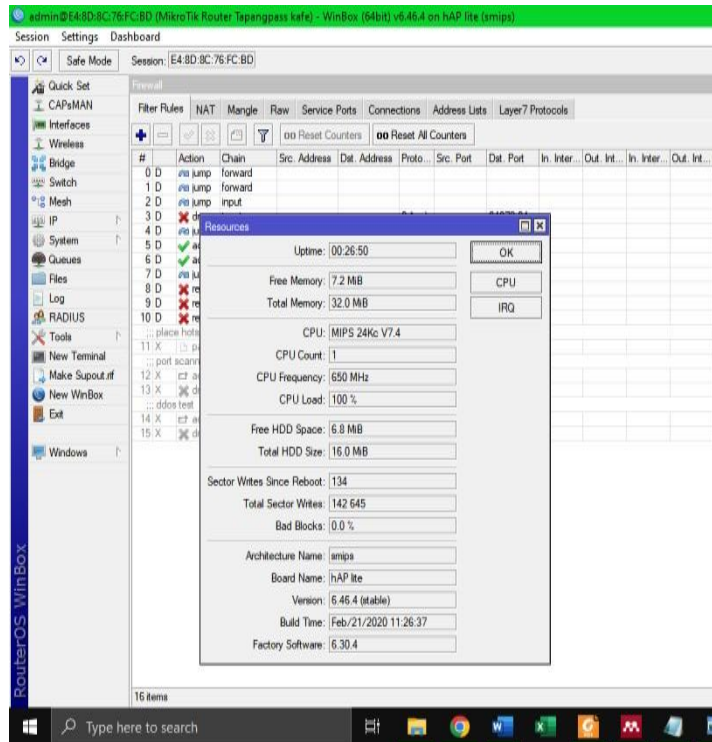 admin@E4:8D:8C:76:FC:BD (MikroTik Router Tapangpass kafe) - WinBox (64bit) v6.46.4 on hAP lite (smips)
Session Settings Dashboard
Safe Mode Session: E4:8D:8C:76:FC:BD
Quick Set
CAPsMAN
Interfaces
Wireless
Bridge
Switch
Mesh
IP
System
Queues
Files
Log
RADIUS
Tools
New Terminal
Make Supout.rif
New WinBox
Exit
Windows
RouterOS WinBox
Firewall
Filter Rules NAT Mangle Raw Service Ports Connections Address Lists Layer7 Protocols
00 Reset Counters 00 Reset All Counters
# Action Chain Src. Address Dst. Address Proto... Src. Port Dst. Port In. Inter... Out. Int... In. Inter... Out. Int...
0 D jump forward
1 D jump forward
2 D jump input
3 D
4 D
5 D
6 D
7 D
8 D
9 D
10 D
::: place
11 X
::: port
12 X
13 X
::: ddos test
14 X
15 X
Resources
Uptime: 00:26:50
Free Memory: 7.2 MiB
Total Memory: 32.0 MiB
CPU: MIPS 24Kc V7.4
CPU Count: 1
CPU Frequency: 650 MHz
CPU Load: 100 %
Free HDD Space: 6.8 MiB
Total HDD Size: 16.0 MiB
Sector Writes Since Reboot: 134
Total Sector Writes: 142 645
Bad Blocks: 0.0 %
Architecture Name: smips
Board Name: hAP lite
Version: 6.46.4 (stable)
Build Time: Feb/21/2020 11:26:37
Factory Software: 6.30.4
OK
CPU
IRQ
16 items
Type here to search